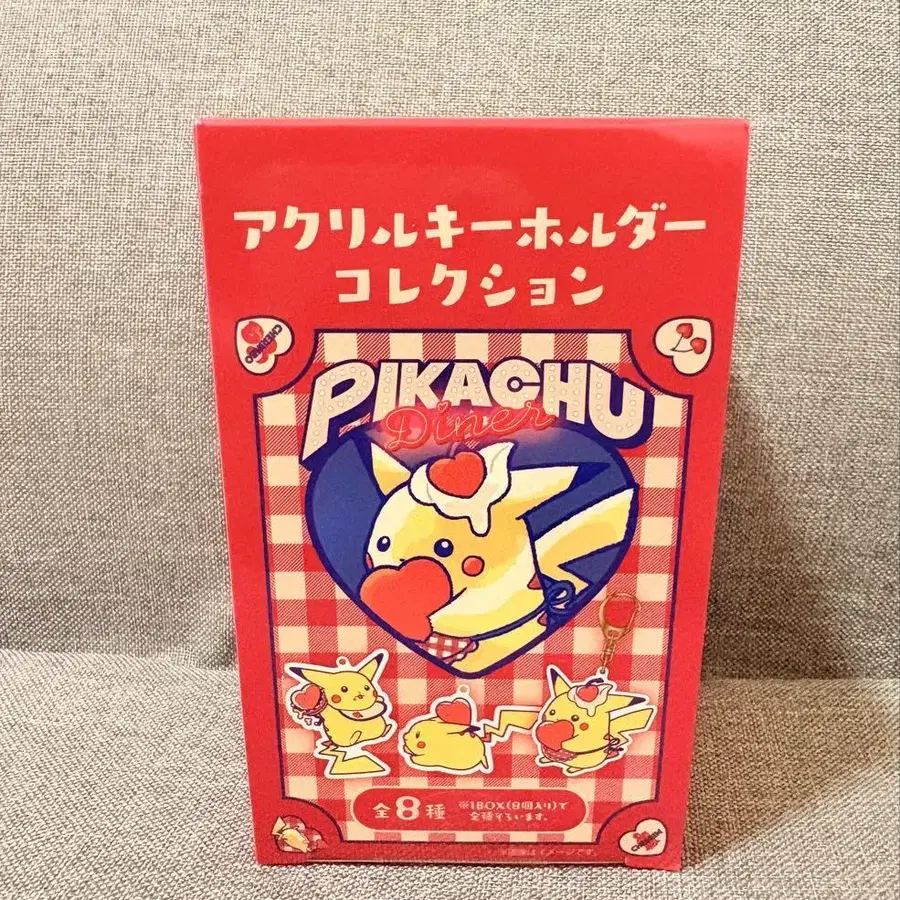 アクリルキーホルダー
コレクション
CHERINBO
PIKACHU
Diner
全8種
※1BOX(8個入り)で
全種そろいます。